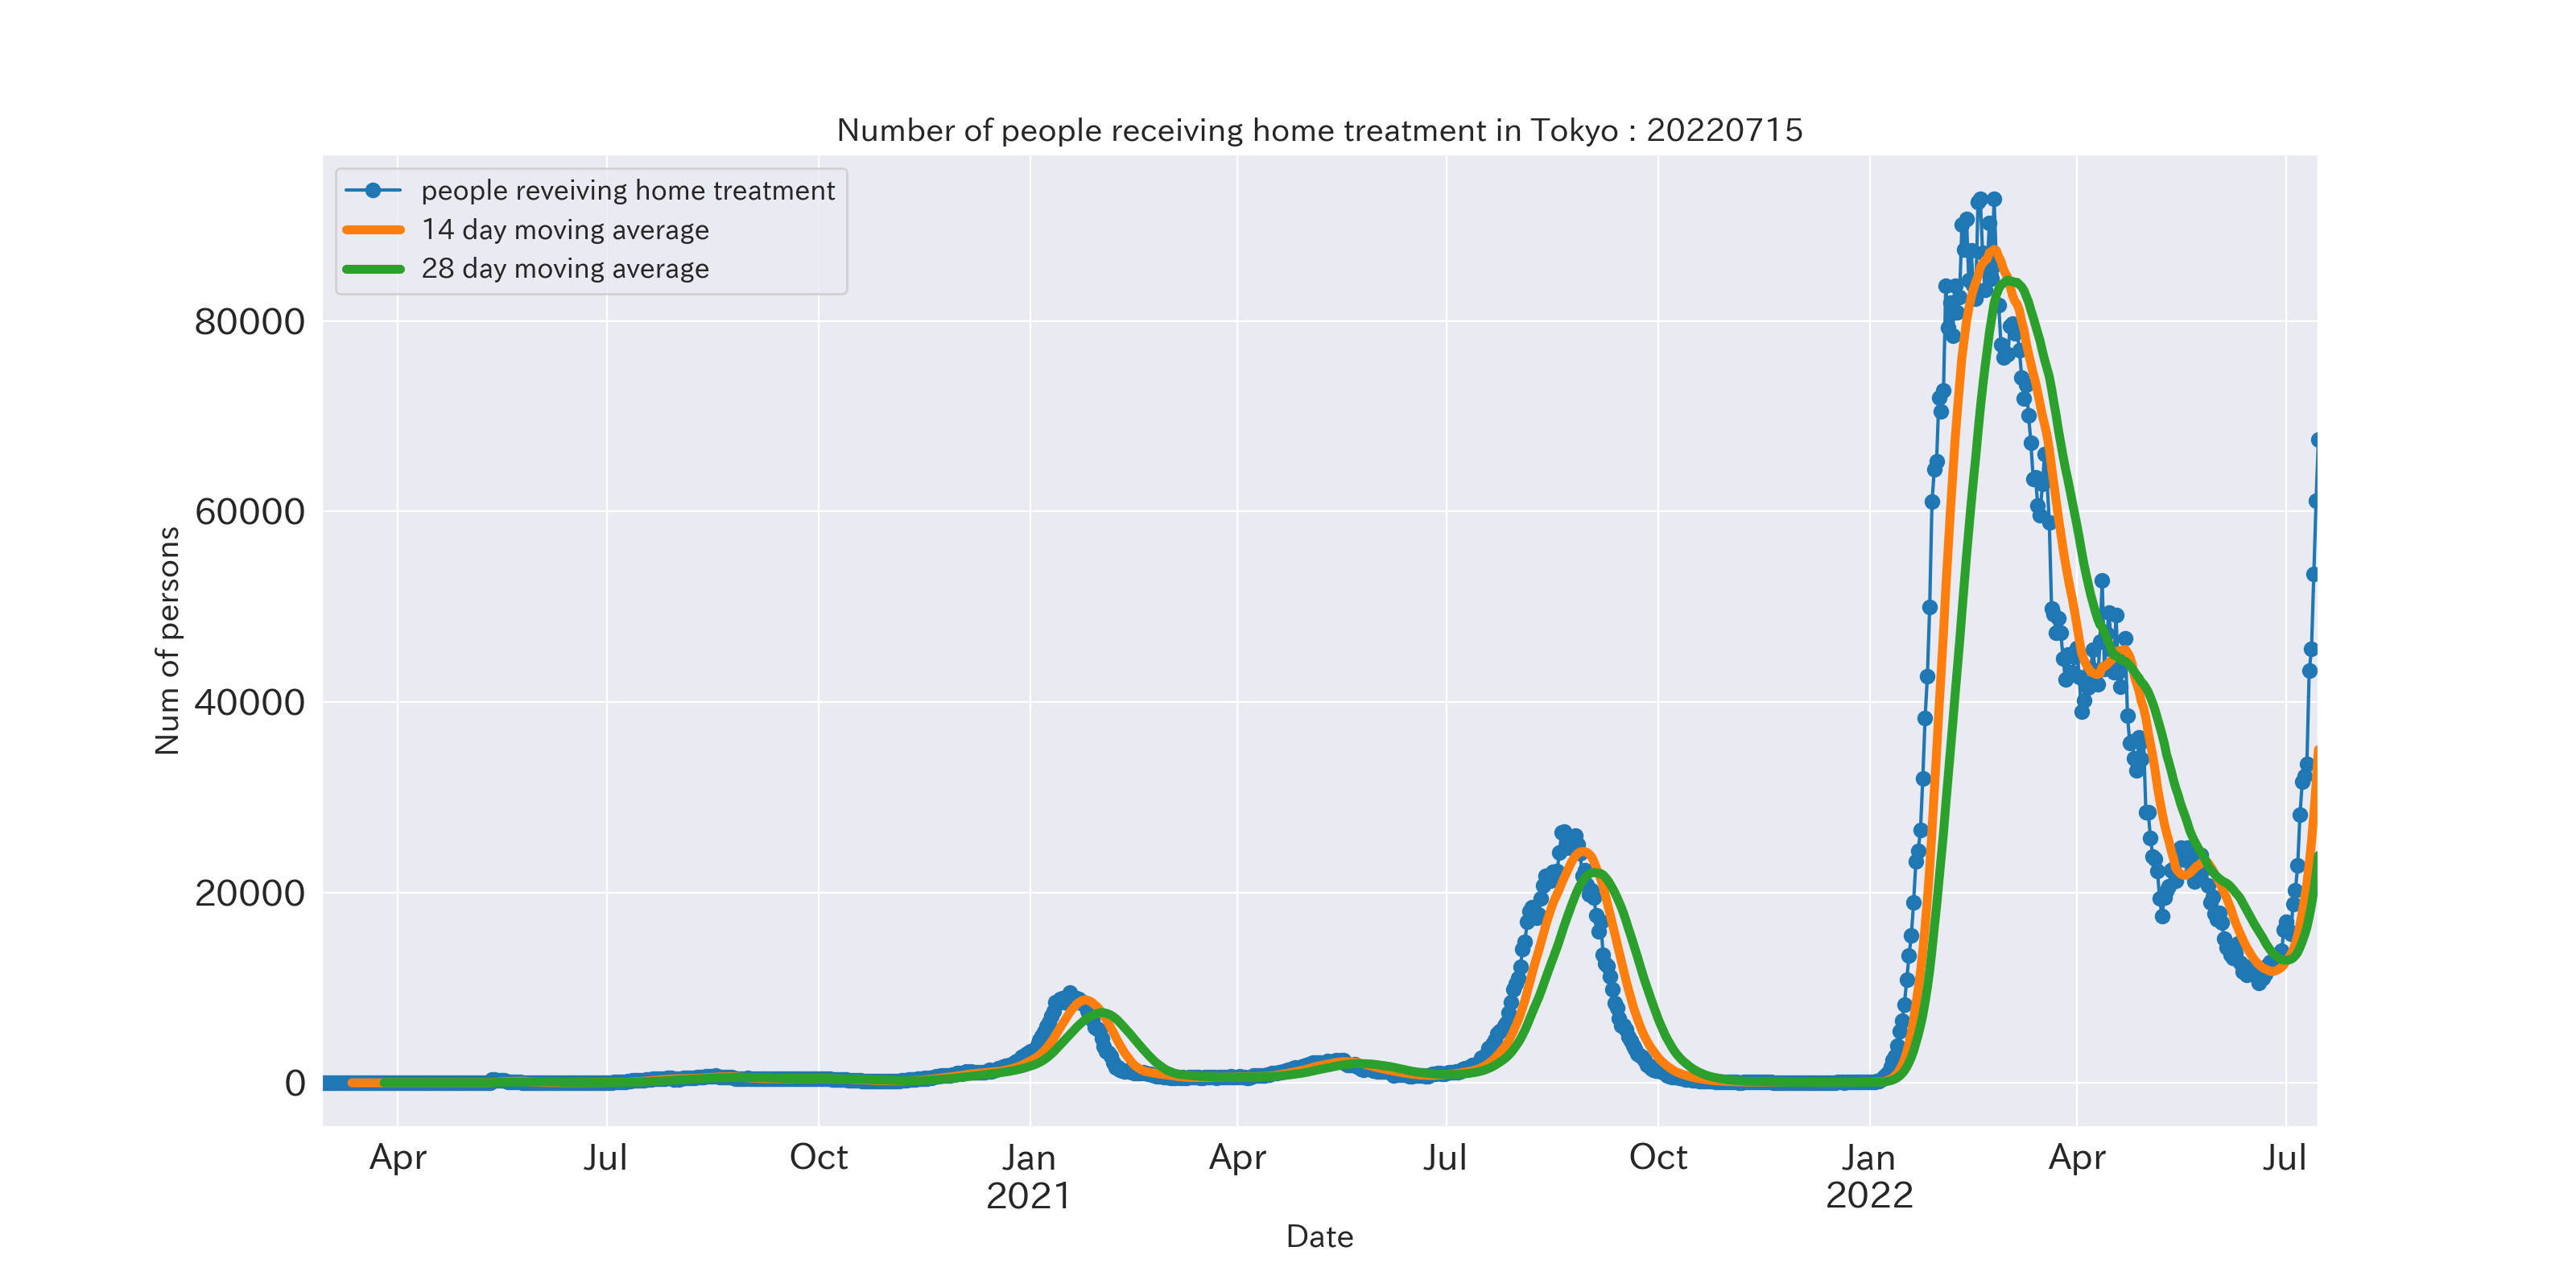 Number of people receiving home treatment in Tokyo : 20220715
people reveiving home treatment
14 day moving average
28 day moving average
80000
60000
40000
20000
0
Num of persons
Apr Jul Oct Jan Apr Jul Oct Jan Apr Jul
2021 2022
Date